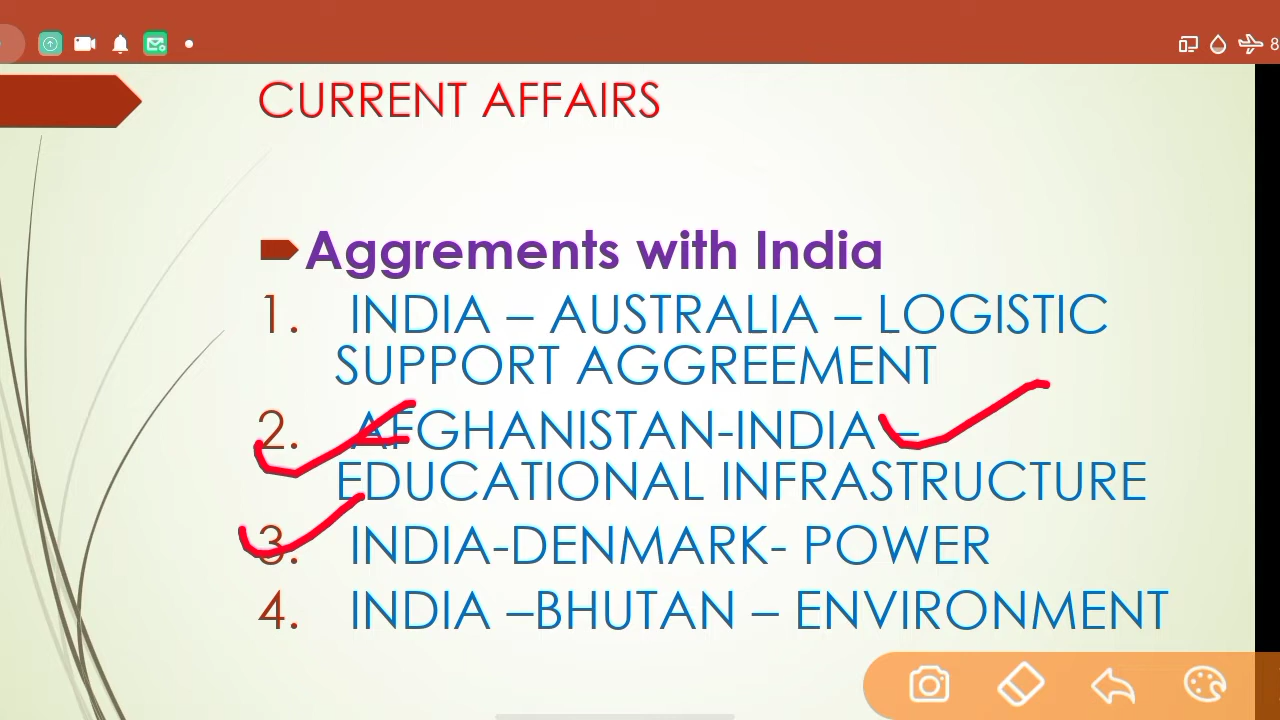 8
CURRENT AFFAIRS
Aggrements with India
1. INDIA – AUSTRALIA – LOGISTIC
SUPPORT AGGREEMENT
2. AFGHANISTAN-INDIA –
EDUCATIONAL INFRASTRUCTURE
3. INDIA-DENMARK- POWER
4. INDIA –BHUTAN – ENVIRONMENT